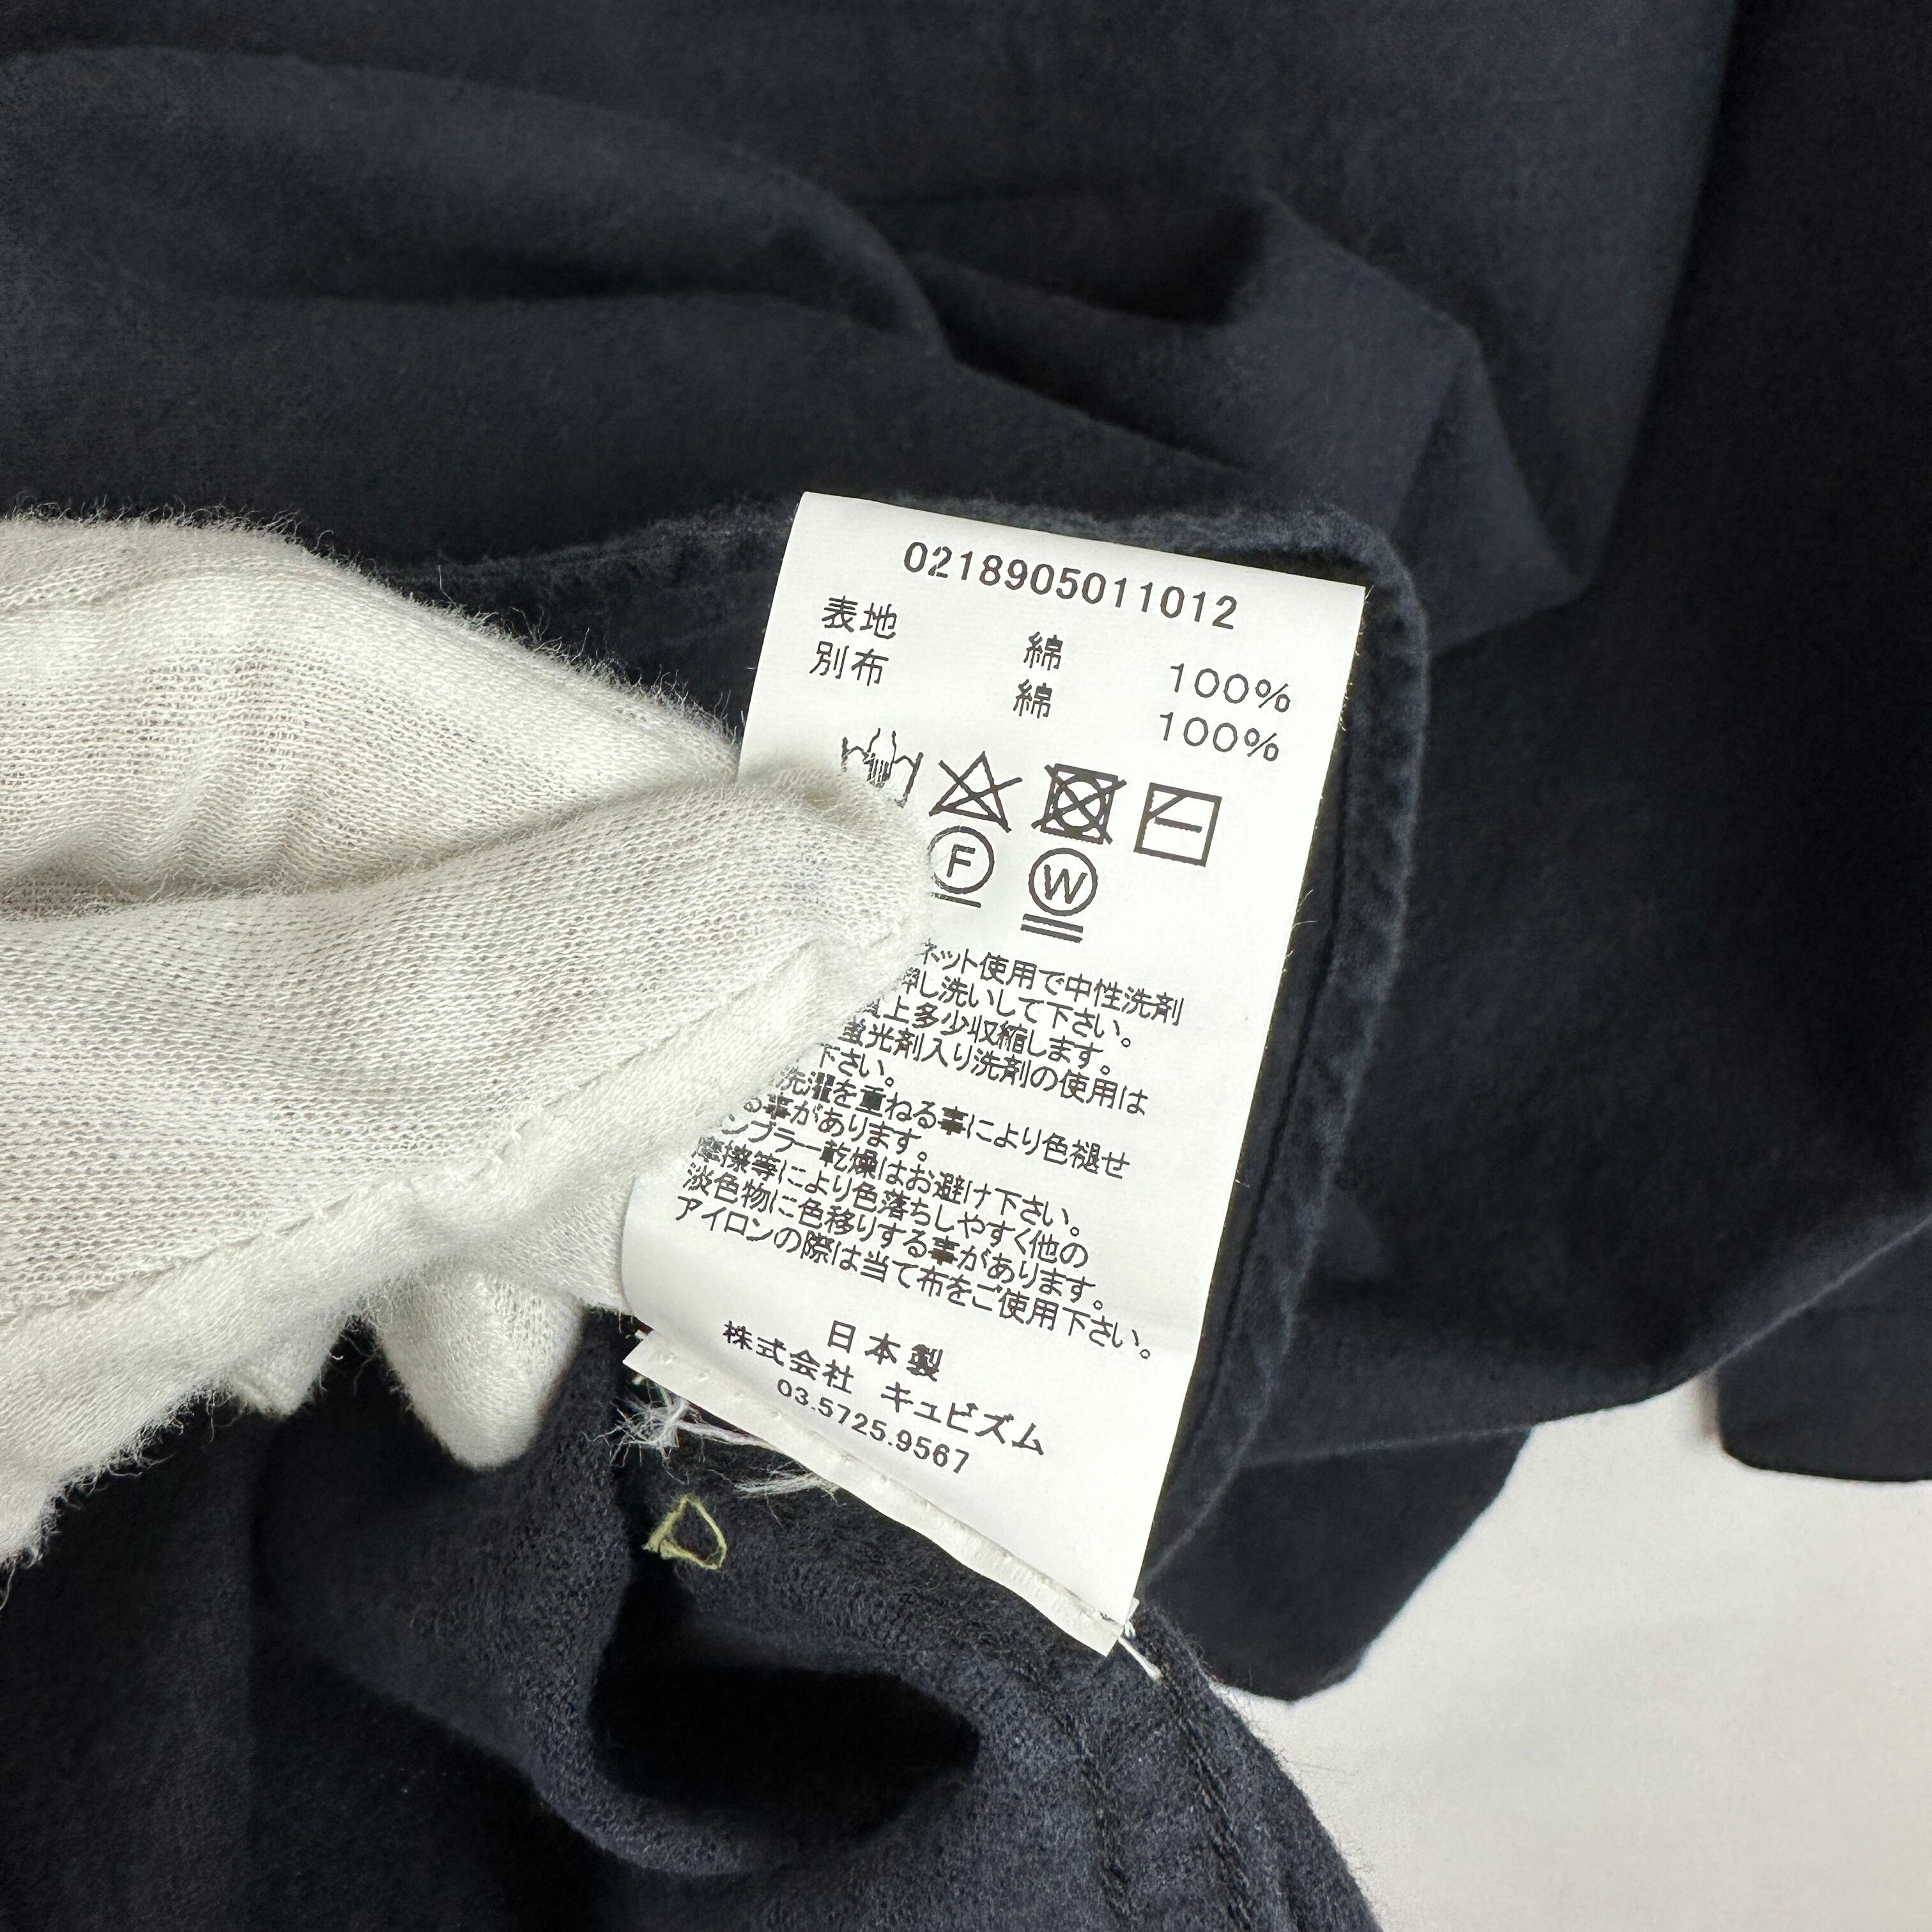 0218905011012
表地 綿 100%
別布 綿 100%
F W
ネット使用で中性洗剤
押し洗いして下さい。
上多少収縮します。
蛍光剤入り洗剤の使用は
下さい。
洗濯を重ねる事により色褪せ
る事があります。
ンブラー乾燥はお避け下さい。
摩擦等により色落ちしやすく他の
淡色物に色移りする事があります。
アイロンの際は当て布をご使用下さい。
日本製
株式会社 キュビズム
03.5725.9567